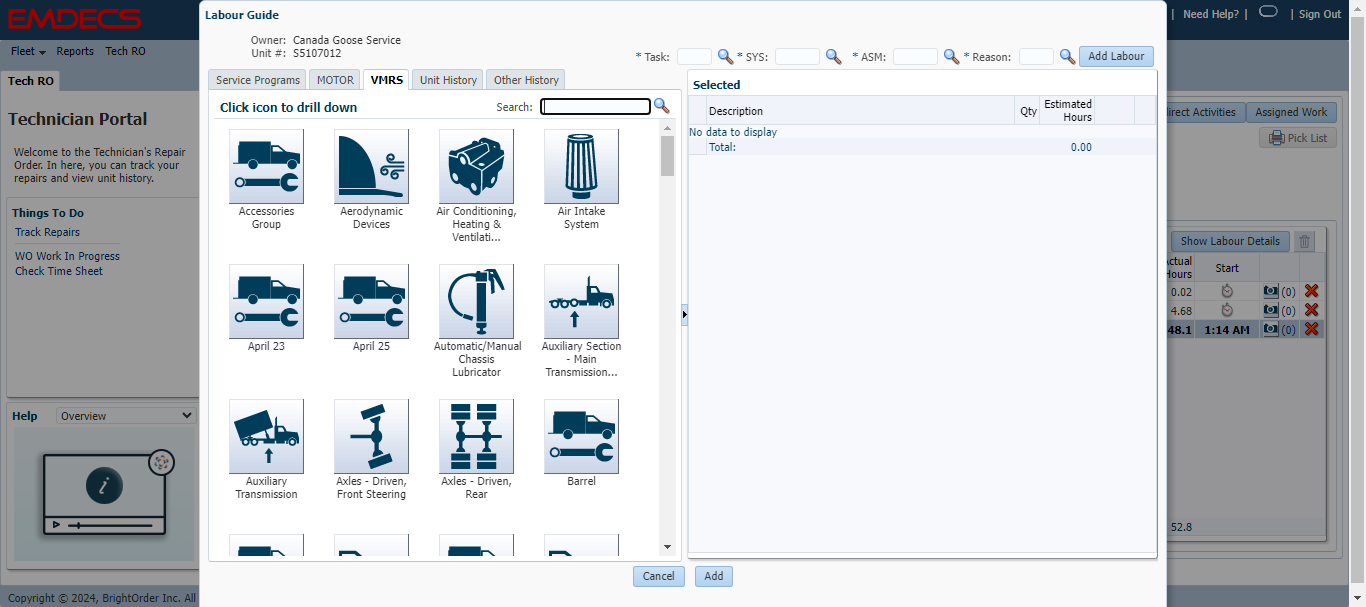 EMDECS
| Need Help? | | Sign Out
Fleet Reports Tech RO
Tech RO
Technician Portal
Welcome to the Technician's Repair
Order. In here, you can track your
repairs and view unit history.
Things To Do
Track Repairs
WO Work In Progress
Check Time Sheet
Help Overview
i
Copyright © 2024, BrightOrder Inc. All
Labour Guide
Owner: Canada Goose Service
Unit #: S5107012
* Task: * SYS: * ASM: * Reason: Add Labour
Service Programs MOTOR VMRS Unit History Other History
Click icon to drill down Search:
Accessories
Group
Aerodynamic
Devices
Air Conditioning,
Heating &
Ventilati...
Air Intake
System
April 23
April 25
Automatic/Manual
Chassis
Lubricator
Auxiliary Section
- Main
Transmission...
Auxiliary
Transmission
Axles - Driven,
Front Steering
Axles - Driven,
Rear
Barrel
Selected
Description Qty Estimated
Hours
No data to display
Total: 0.00
Cancel Add
irect Activities Assigned Work
Pick List
Show Labour Details
Actual
Hours Start
0.02 (0)
4.68 (0)
48.1 1:14 AM (0)
52.8